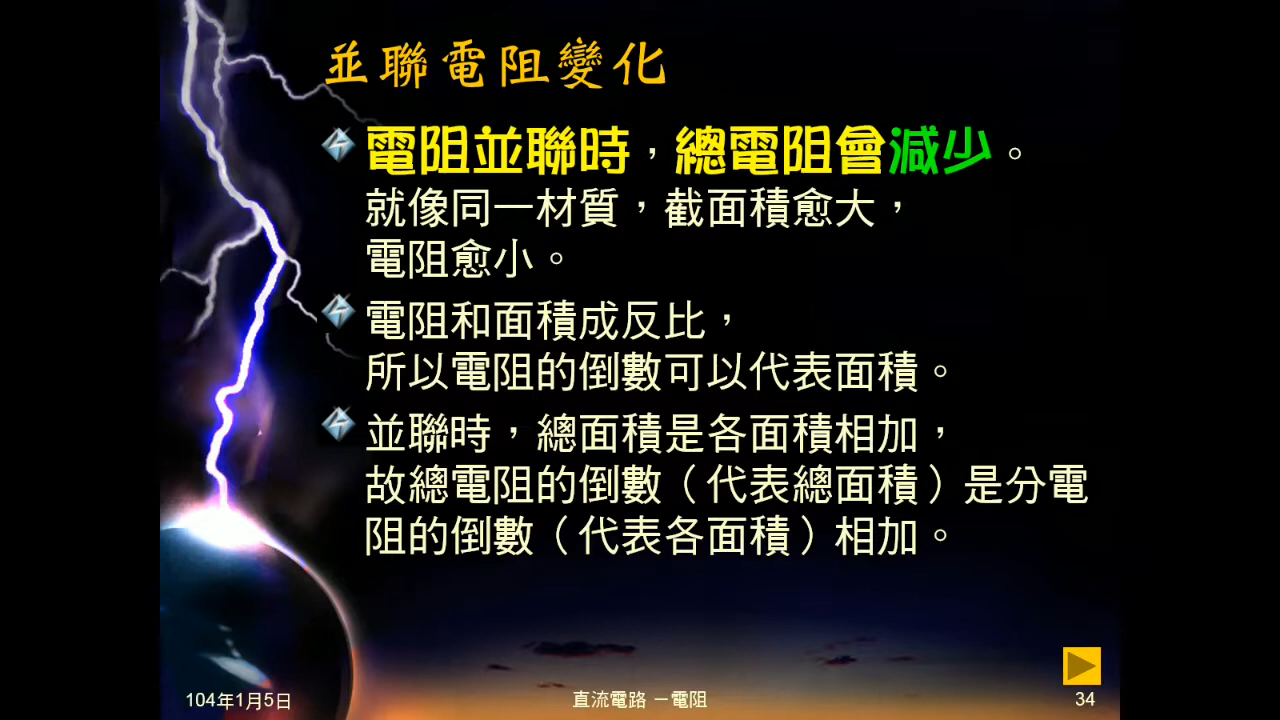 並聯電阻變化
電阻並聯時，總電阻會減少。
就像同一材質，截面積愈大，
電阻愈小。
電阻和面積成反比，
所以電阻的倒數可以代表面積。
並聯時，總面積是各面積相加，
故總電阻的倒數（代表總面積）是分電
阻的倒數（代表各面積）相加。
104年1月5日
直流電路 －電阻
34